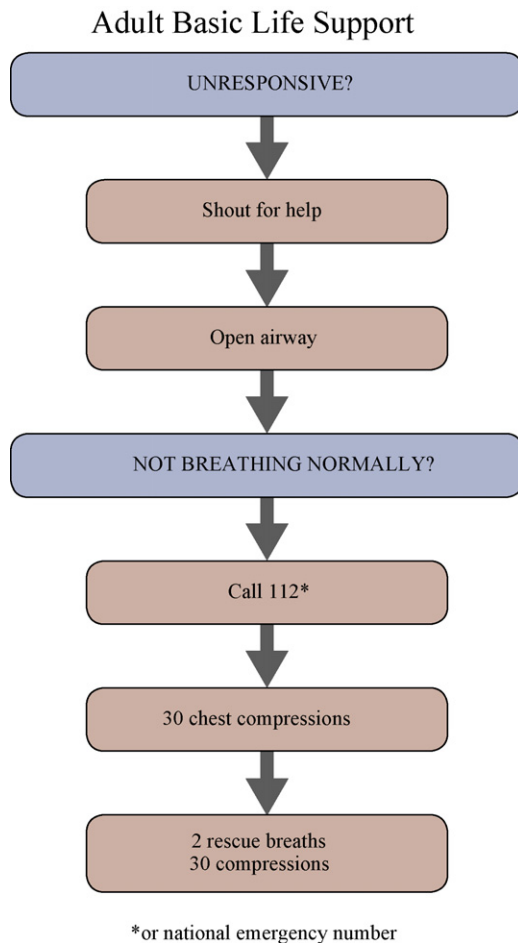 Adult Basic Life Support
UNRESPONSIVE?
Shout for help
Open airway
NOT BREATHING NORMALLY?
Call 112*
30 chest compressions
2 rescue breaths
30 compressions
*or national emergency number